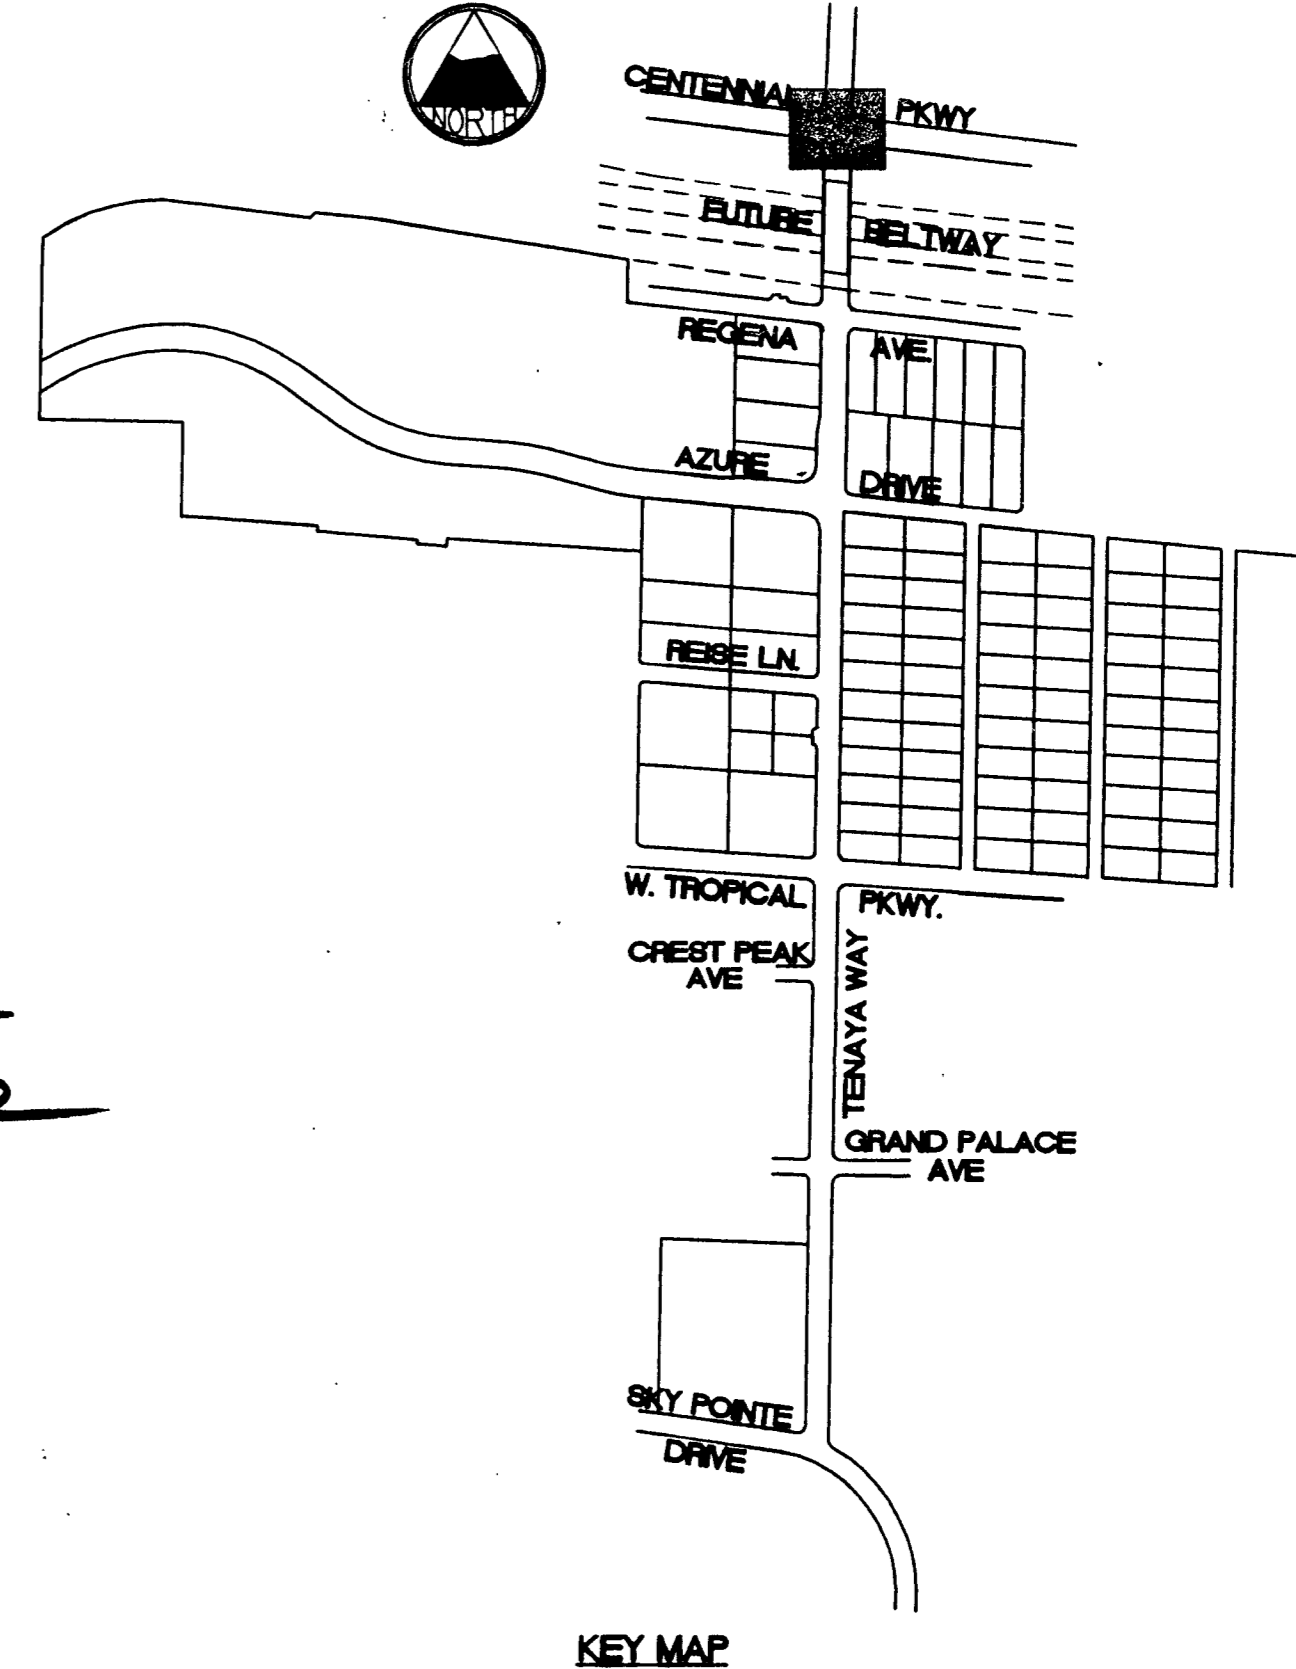 NORTH
CENTENNIAL PKWY
FUTURE BELTWAY
REGENA AVE.
AZURE DRIVE
REISE LN.
W. TROPICAL PKWY.
CREST PEAK
AVE
TENAYA WAY
GRAND PALACE
AVE
SKY POINTE
DRIVE
KEY MAP